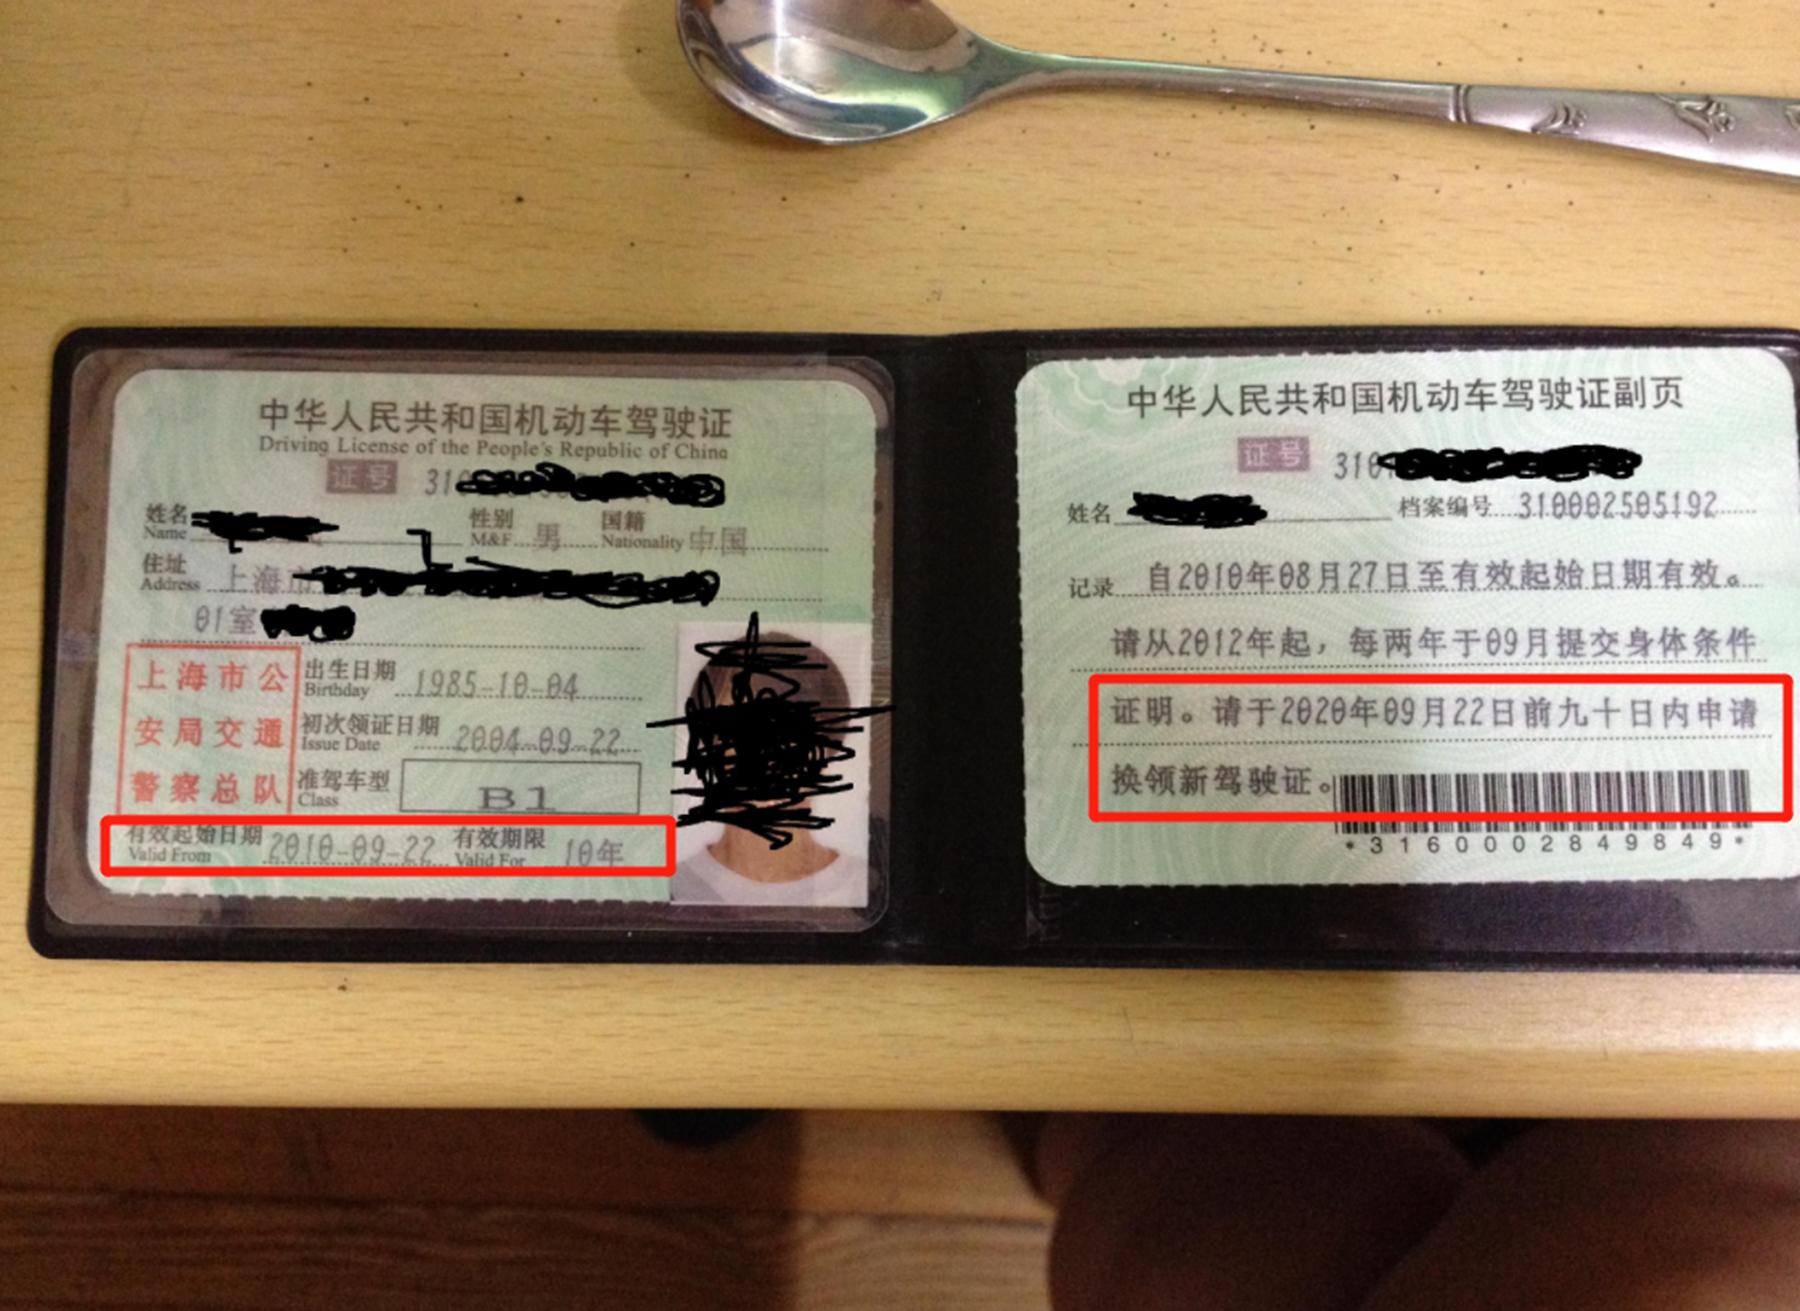 中华人民共和国机动车驾驶证
Driving License of the People's Republic of China
证号 310
姓名 性别 男 国籍 中国
Name M&F Nationality
住址 上海市
Address
01室
上海市公
安局交通
警察总队
出生日期 1985-10-04
Birthday
初次领证日期 2004-09-22
Issue Date
准驾车型 B1
Class
有效起始日期 2010-09-22 有效期限 10年
Valid From Valid For
中华人民共和国机动车驾驶证副页
证号 310
姓名 档案编号 310002505192
记录 自2010年08月27日至有效起始日期有效。
请从2012年起，每两年于09月提交身体条件
证明。请于2020年09月22日前九十日内申请
换领新驾驶证。
*3160002849849*